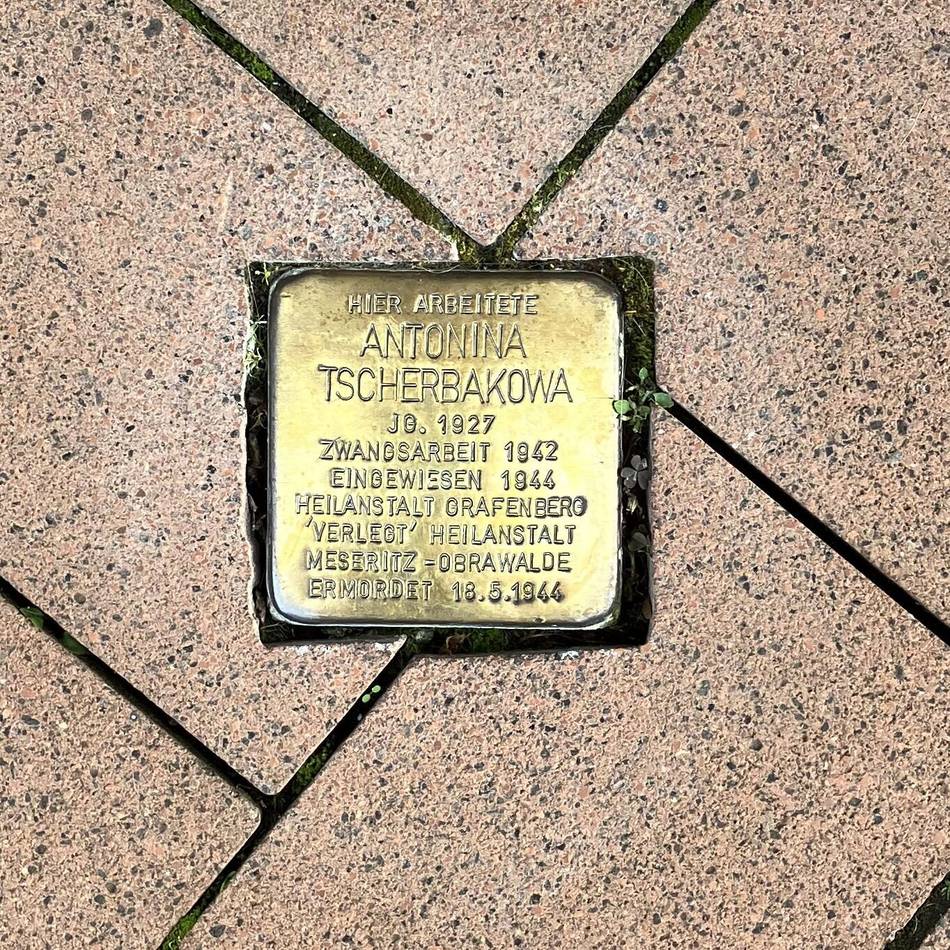 HIER ARBEITETE
ANTONINA
TSCHERBAKOWA
JG. 1927
ZWANGSARBEIT 1942
EINGEWIESEN 1944
HEILANSTALT GRAFENBERG
'VERLEGT' HEILANSTALT
MESERITZ-OBRAWALDE
ERMORDET 18.5.1944